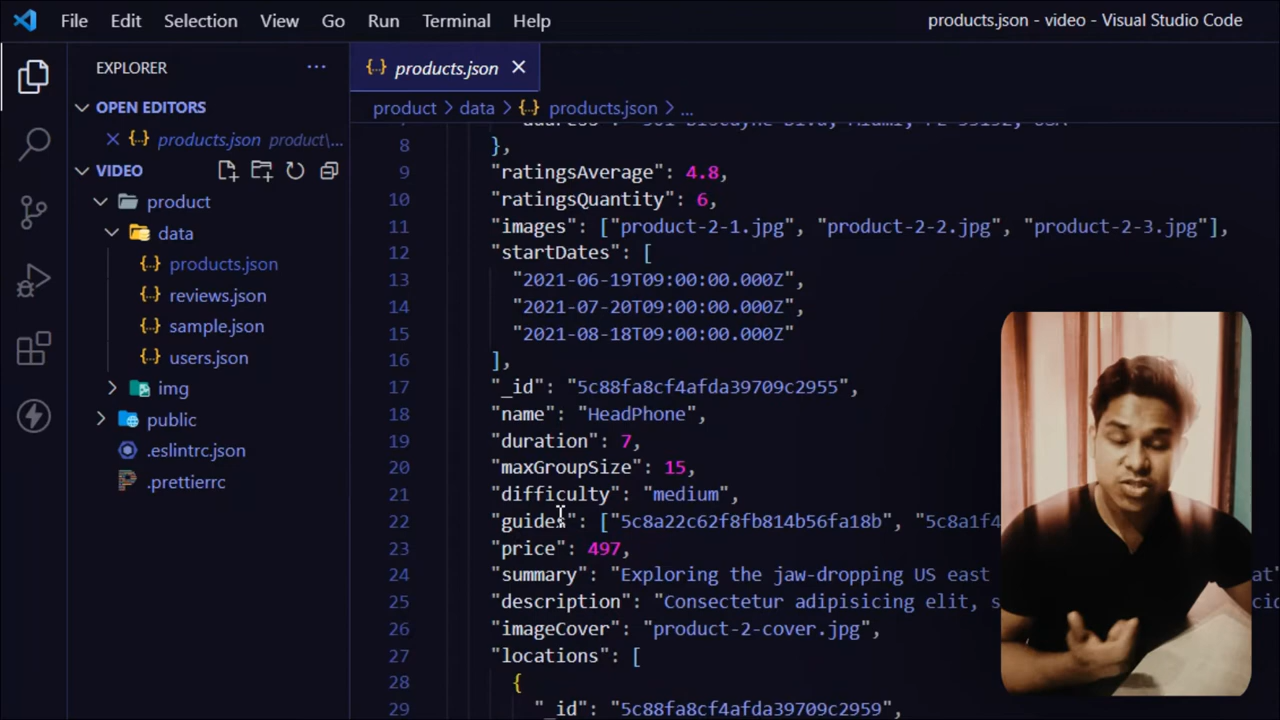 File Edit Selection View Go Run Terminal Help
products.json - video - Visual Studio Code
EXPLORER
OPEN EDITORS
products.json product\...
VIDEO
product
data
products.json
reviews.json
sample.json
users.json
img
public
.eslintrc.json
.prettierrc
products.json
product > data > products.json > ...
8 },
9 "ratingsAverage": 4.8,
10 "ratingsQuantity": 6,
11 "images": ["product-2-1.jpg", "product-2-2.jpg", "product-2-3.jpg"],
12 "startDates": [
13 "2021-06-19T09:00:00.000Z",
14 "2021-07-20T09:00:00.000Z",
15 "2021-08-18T09:00:00.000Z"
16 ],
17 "_id": "5c88fa8cf4afda39709c2955",
18 "name": "HeadPhone",
19 "duration": 7,
20 "maxGroupSize": 15,
21 "difficulty": "medium",
22 "guides": ["5c8a22c62f8fb814b56fa18b", "5c8a1f4
23 "price": 497,
24 "summary": "Exploring the jaw-dropping US east
25 "description": "Consectetur adipisicing elit,
26 "imageCover": "product-2-cover.jpg",
27 "locations": [
28 {
29 "_id": "5c88fa8cf4afda39709c2959",